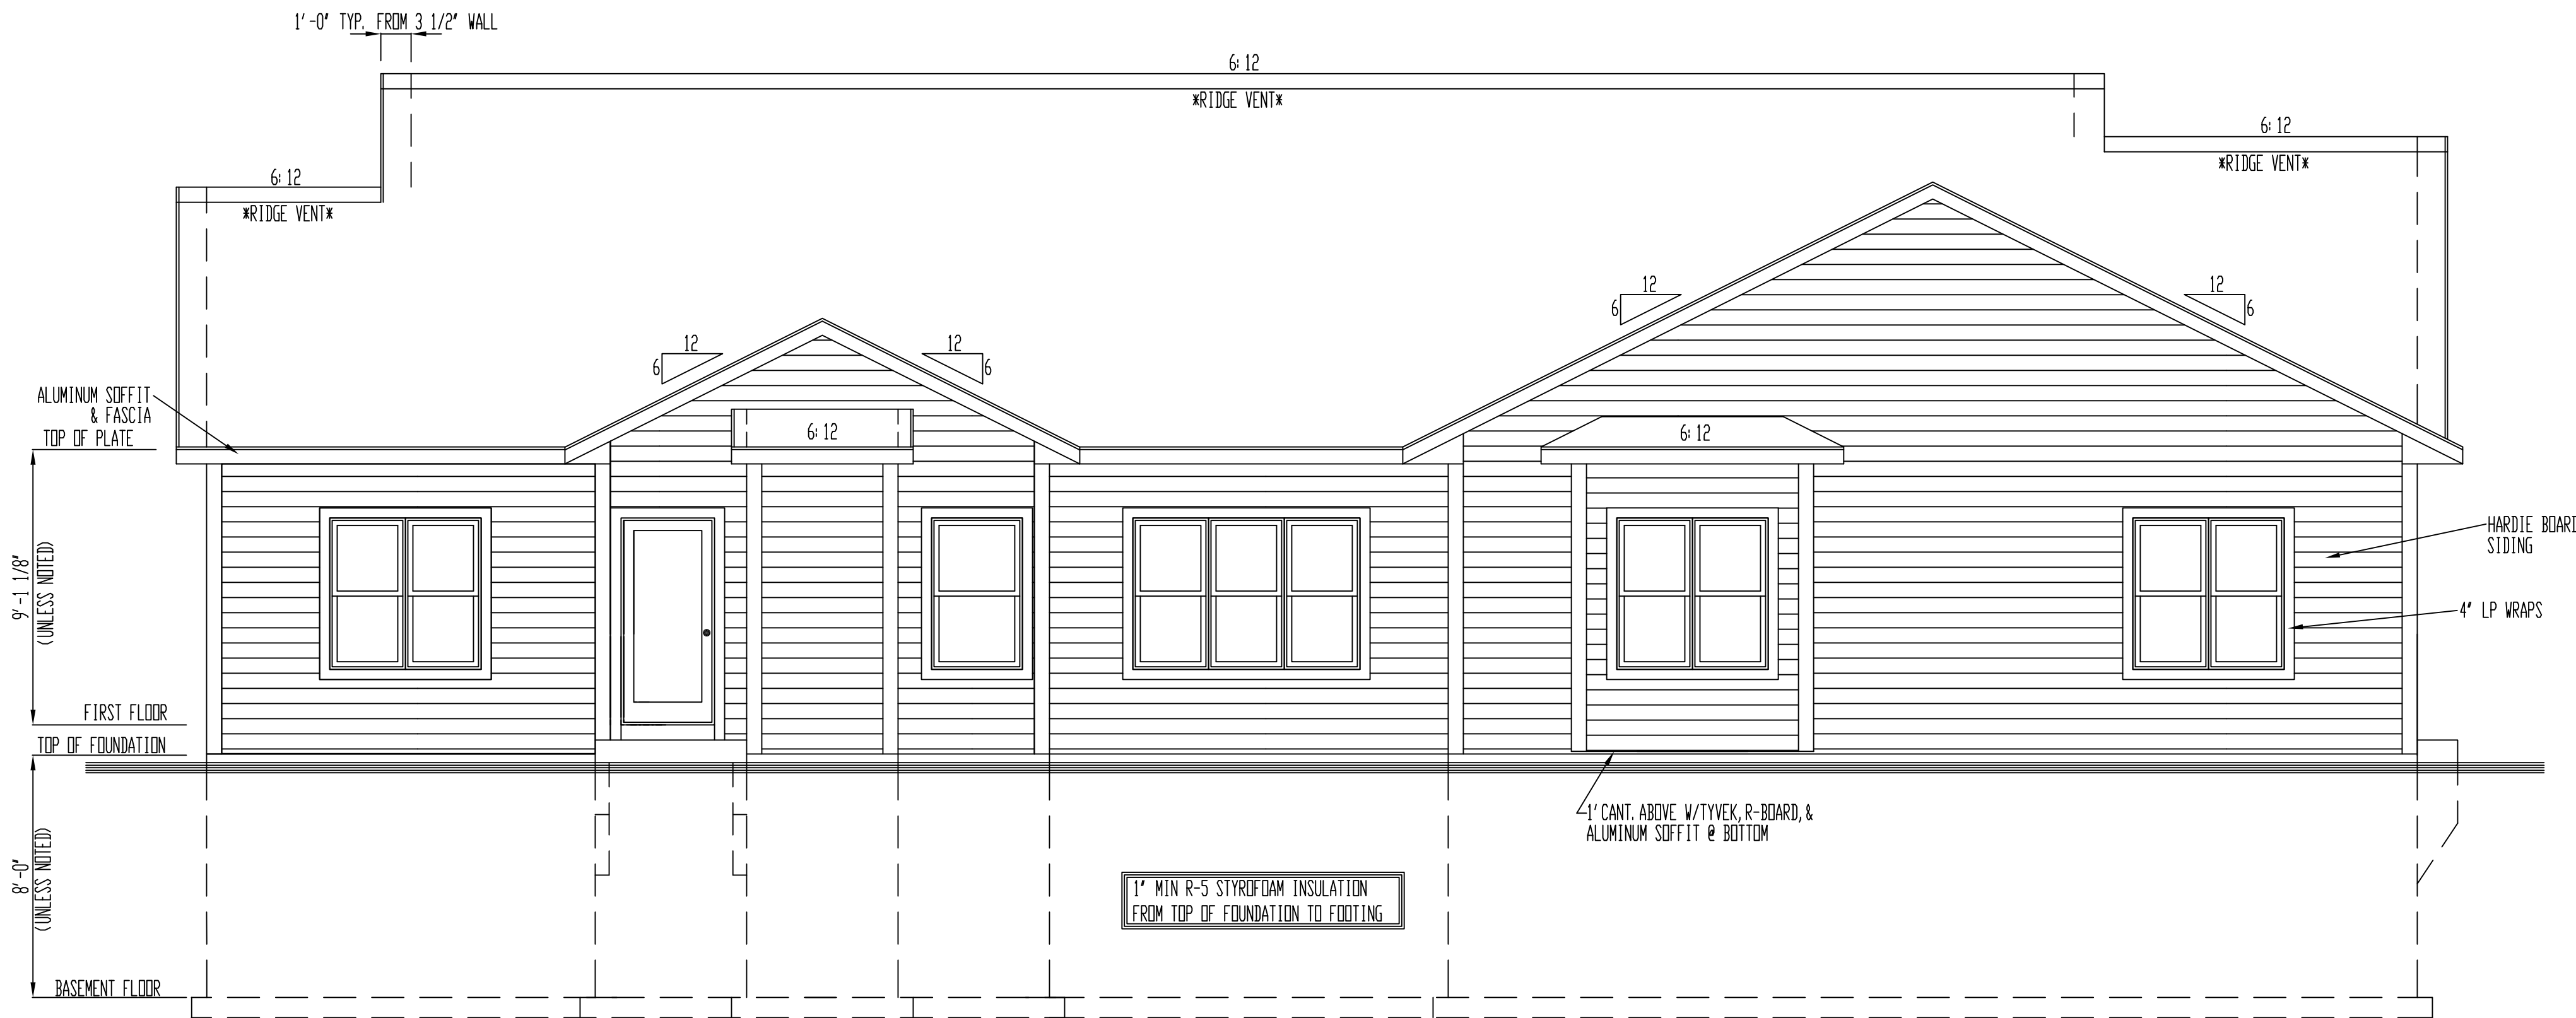 1'-0" TYP. FROM 3 1/2" WALL
6:12
*RIDGE VENT*
6:12
*RIDGE VENT*
6:12
*RIDGE VENT*
12
6
12
6
12
6
12
6
ALUMINUM SOFFIT
& FASCIA
TOP OF PLATE
6:12
6:12
9'-1 1/8"
(UNLESS NOTED)
HARDIE BOARD
SIDING
4" LP WRAPS
FIRST FLOOR
TOP OF FOUNDATION
8'-0"
(UNLESS NOTED)
1' CANT. ABOVE W/TYVEK, R-BOARD, &
ALUMINUM SOFFIT @ BOTTOM
1" MIN R-5 STYROFOAM INSULATION
FROM TOP OF FOUNDATION TO FOOTING
BASEMENT FLOOR